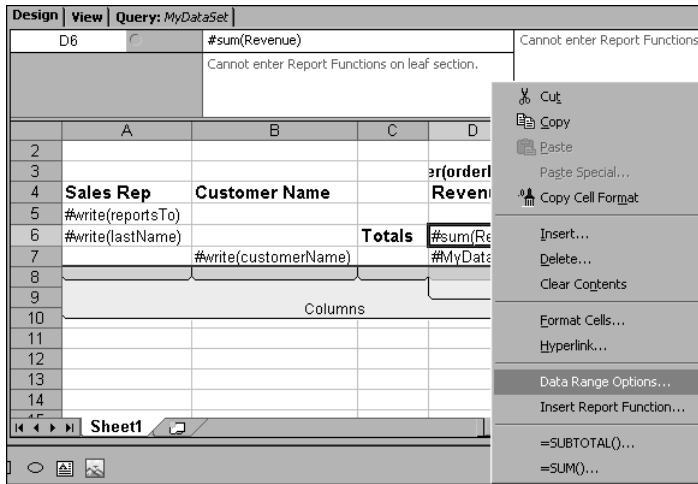 Design View Query: MyDataSet
D6 #sum(Revenue) Cannot enter Report Functions
Cannot enter Report Functions on leaf section.
A B C D
2
3
4 Sales Rep Customer Name
5 #write(reportsTo)
6 #write(lastName) Totals
7 #write(customerName)
8
9
10 Columns
11
12
13
14
Sheet1
Cut
Copy
Paste
Paste Special...
Copy Cell Format
Insert...
Delete...
Clear Contents
Format Cells...
Hyperlink...
Data Range Options...
Insert Report Function...
=SUBTOTAL()...
=SUM()...